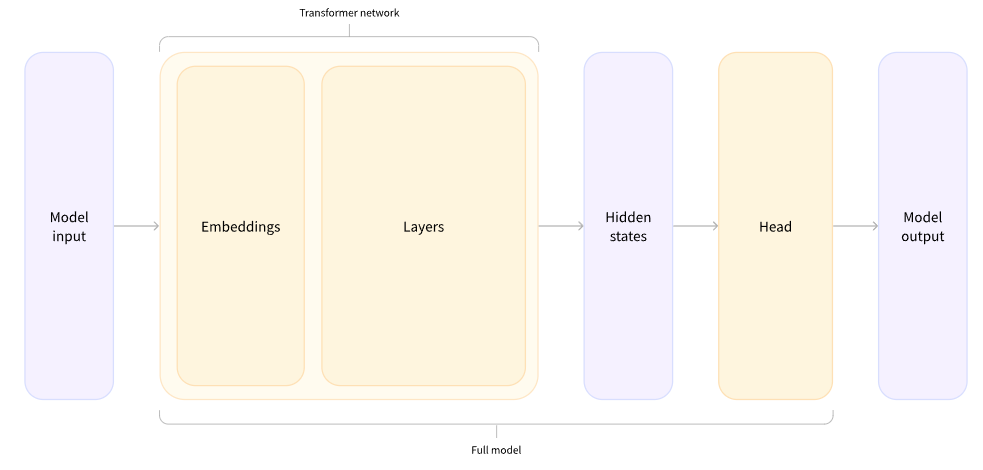 Transformer network
Model
input
Embeddings
Layers
Hidden
states
Head
Model
output
Full model